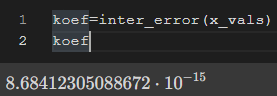 1 koef=inter_error(x_vals)
2 koef
8.68412305088672 · 10⁻¹⁵